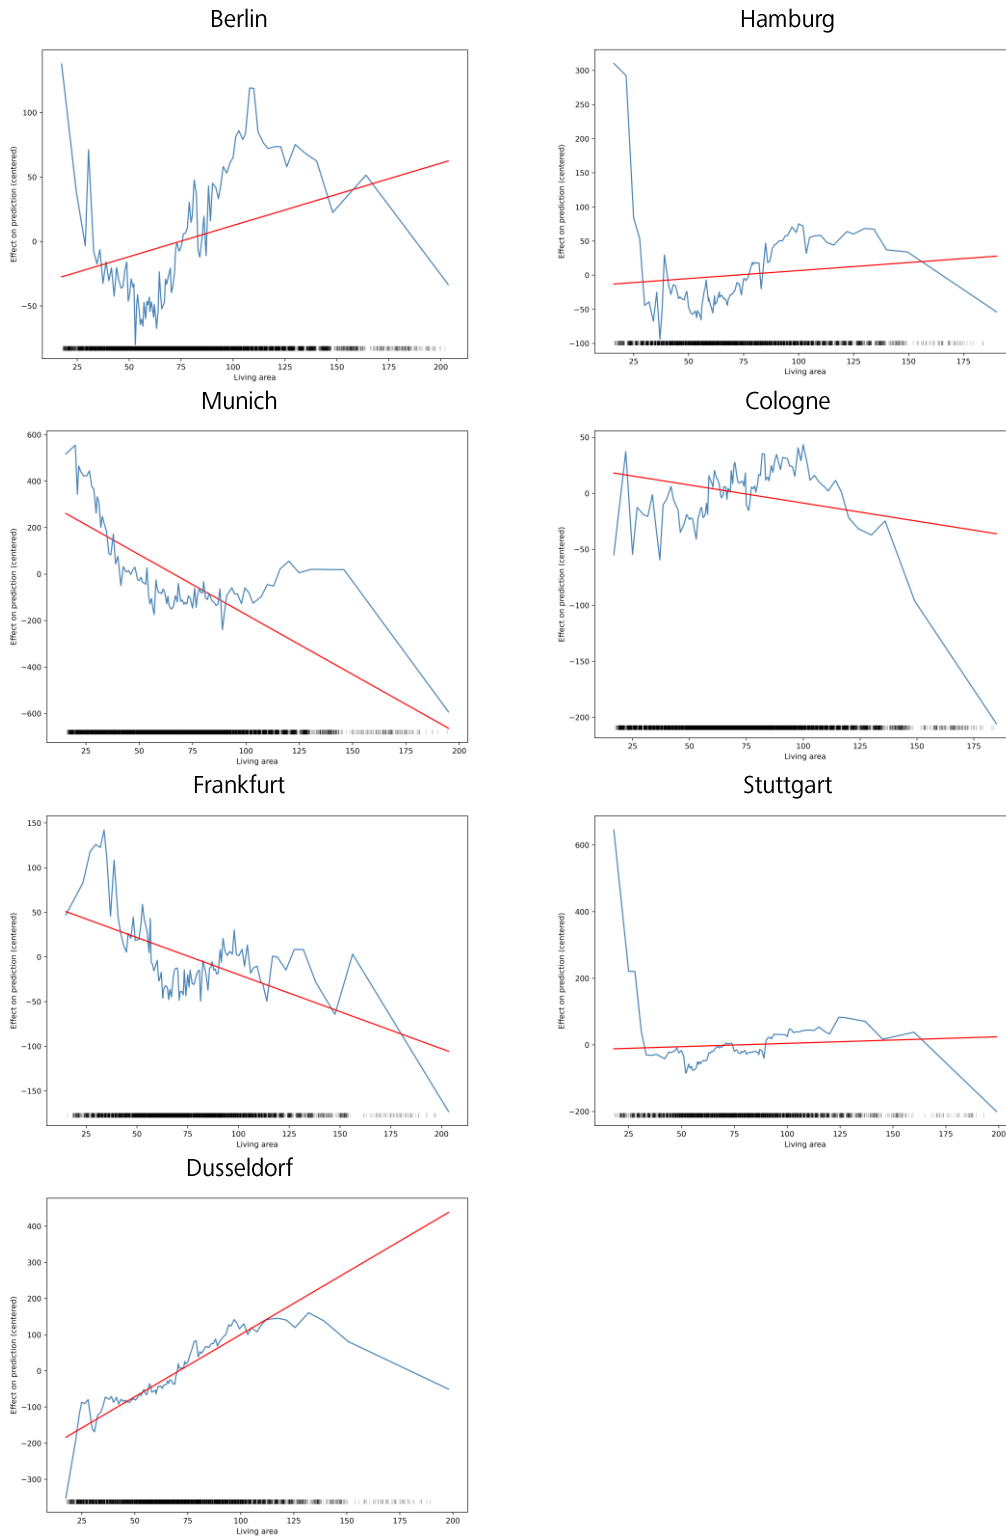 Berlin
Effect on prediction (centered)
100
50
0
−50
25 50 75 100 125 150 175 200
Living area
Hamburg
Effect on prediction (centered)
300
250
200
150
100
50
0
−50
−100
25 50 75 100 125 150 175
Living area
Munich
Effect on prediction (centered)
600
400
200
0
−200
−400
−600
25 50 75 100 125 150 175 200
Living area
Cologne
Effect on prediction (centered)
50
0
−50
−100
−150
−200
25 50 75 100 125 150 175
Living area
Frankfurt
Effect on prediction (centered)
150
100
50
0
−50
−100
−150
25 50 75 100 125 150 175 200
Living area
Stuttgart
Effect on prediction (centered)
600
400
200
0
−200
25 50 75 100 125 150 175 200
Living area
Dusseldorf
Effect on prediction (centered)
400
300
200
100
0
−100
−200
−300
25 50 75 100 125 150 175 200
Living area